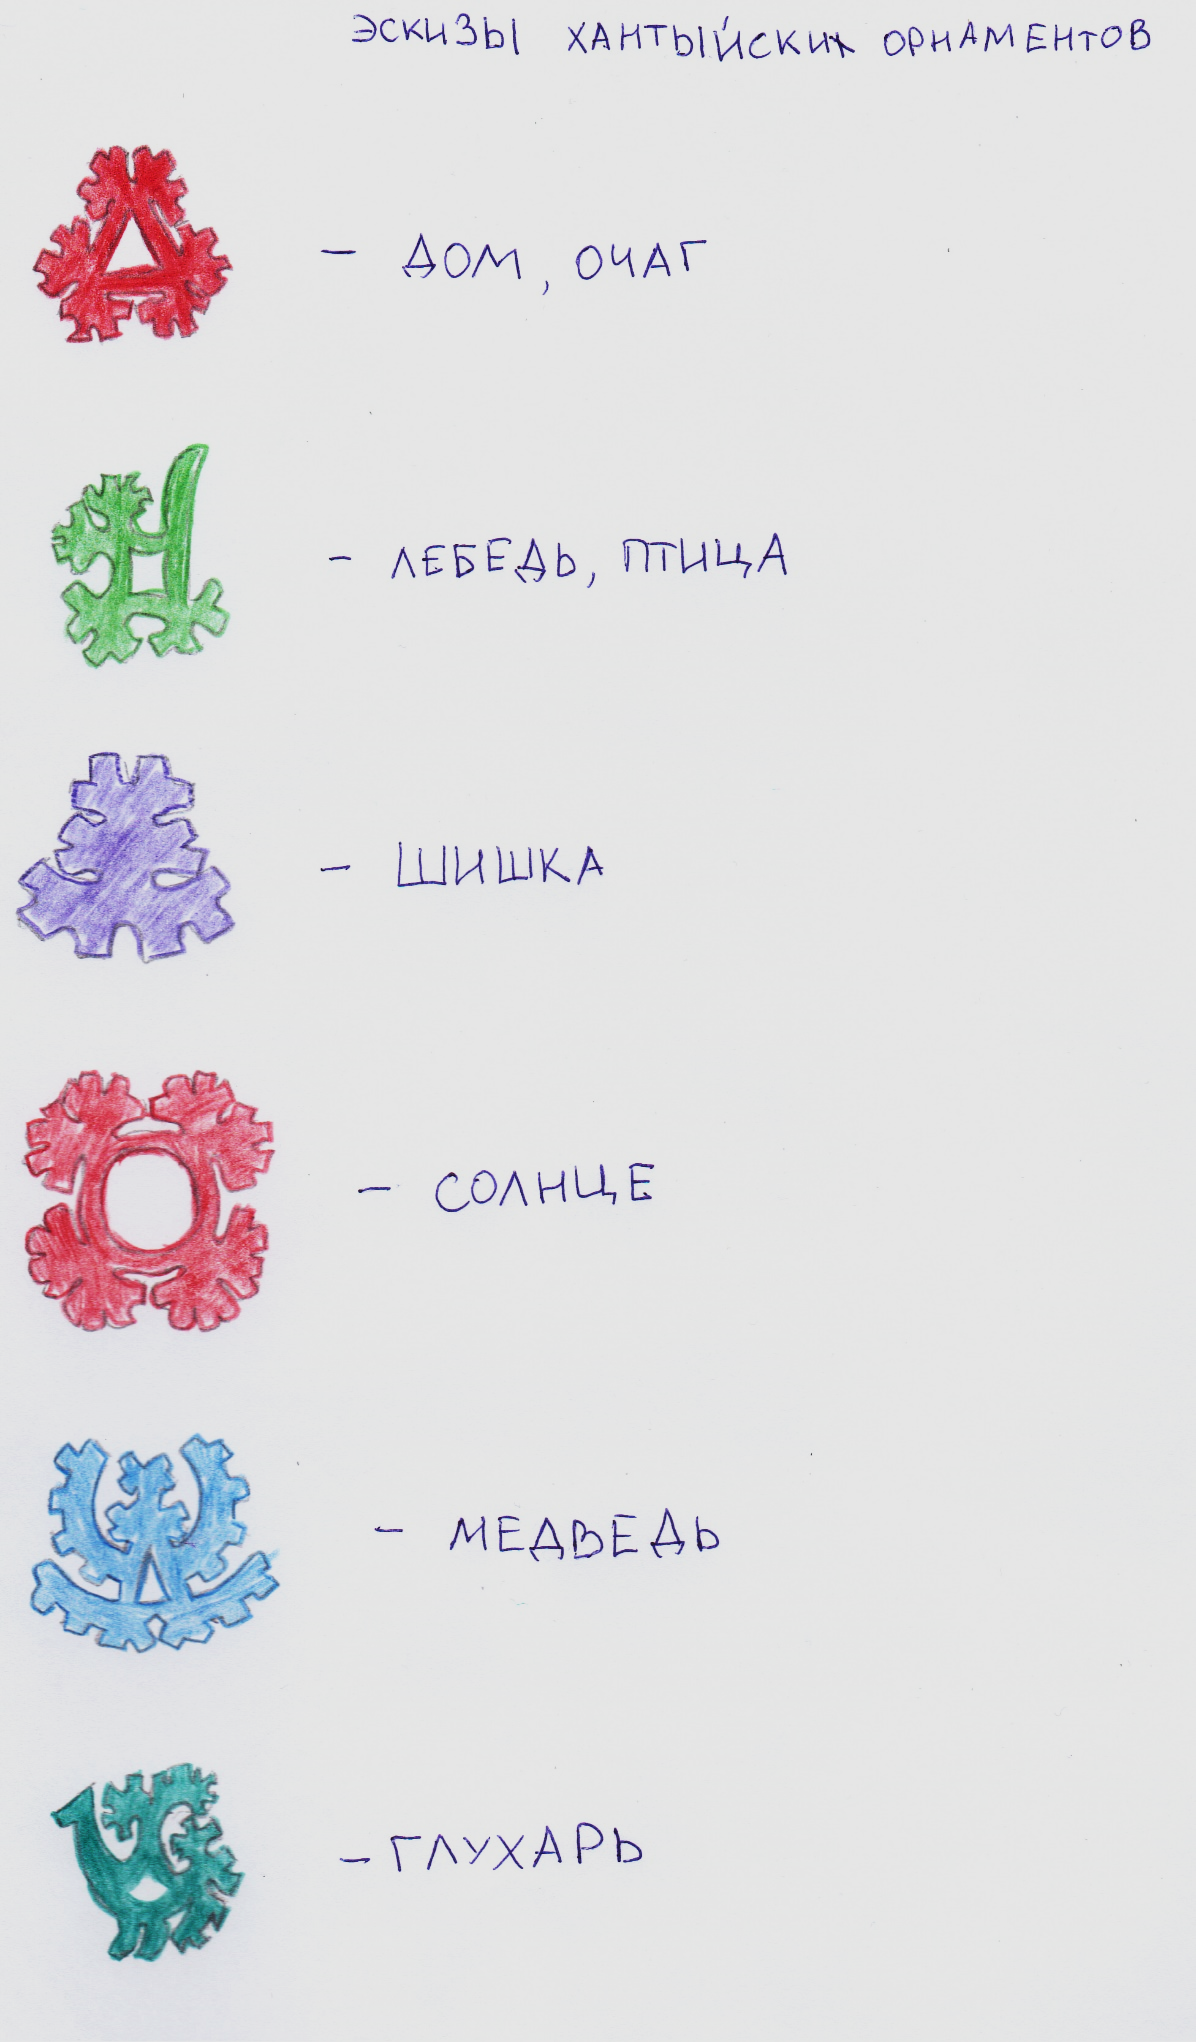 ЭСКИЗЫ ХАНТЫЙСКИХ ОРНАМЕНТОВ
– ДОМ, ОЧАГ
– ЛЕБЕДЬ, ПТИЦА
– ШИШКА
– СОЛНЦЕ
– МЕДВЕДЬ
– ГЛУХАРЬ